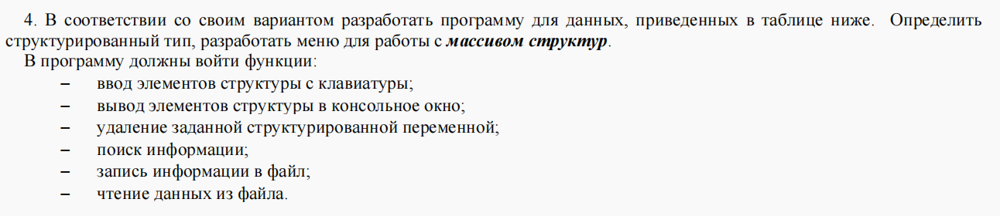 4. В соответствии со своим вариантом разработать программу для данных, приведенных в таблице ниже. Определить
структурированный тип, разработать меню для работы с массивом структур.
В программу должны войти функции:
– ввод элементов структуры с клавиатуры;
– вывод элементов структуры в консольное окно;
– удаление заданной структурированной переменной;
– поиск информации;
– запись информации в файл;
– чтение данных из файла.